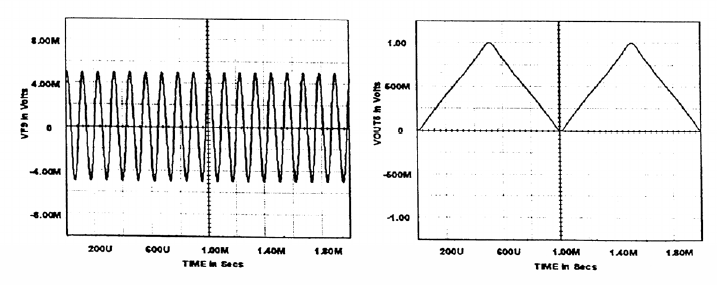 8.00M
4.00M
0
-4.00M
-8.00M
VF9 in Volts
200U 600U 1.00M 1.40M 1.80M
TIME in Secs
1.00
500M
0
-500M
-1.00
VOUT6 in Volts
200U 600U 1.00M 1.40M 1.80M
TIME in Secs